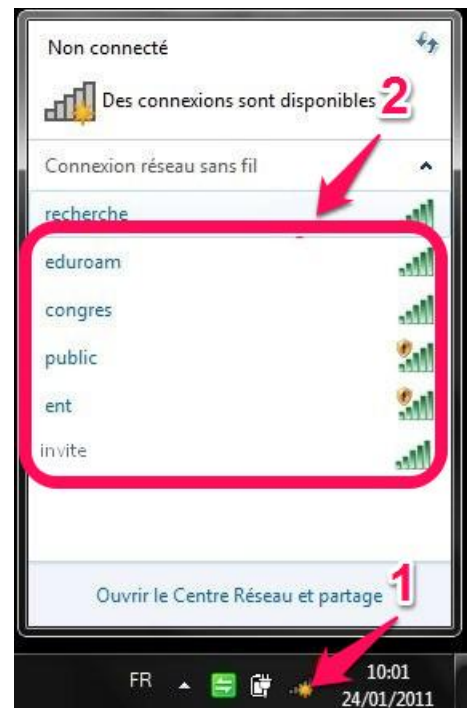 Non connecté
Des connexions sont disponibles
2
Connexion réseau sans fil
recherche
eduroam
congres
public
ent
invite
Ouvrir le Centre Réseau et partage
1
FR
10:01
24/01/2011